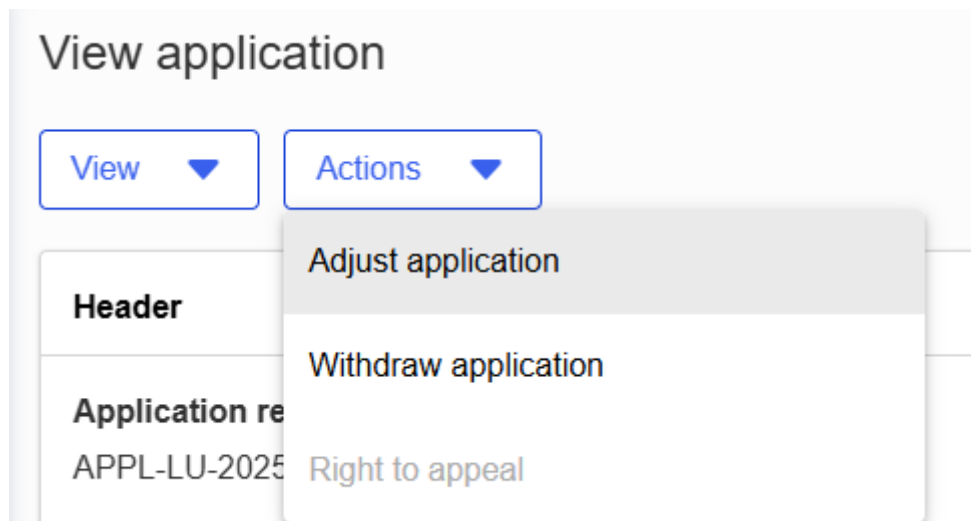 View application
View
Actions
Adjust application
Header
Withdraw application
Application re
APPL-LU-2025
Right to appeal